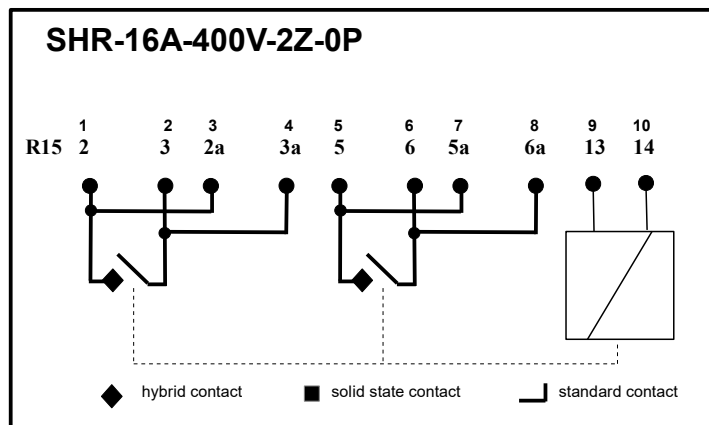 SHR-16A-400V-2Z-0P
1 2 3 4 5 6 7 8 9 10
R15 2 3 2a 3a 5 6 5a 6a 13 14
hybrid contact solid state contact standard contact